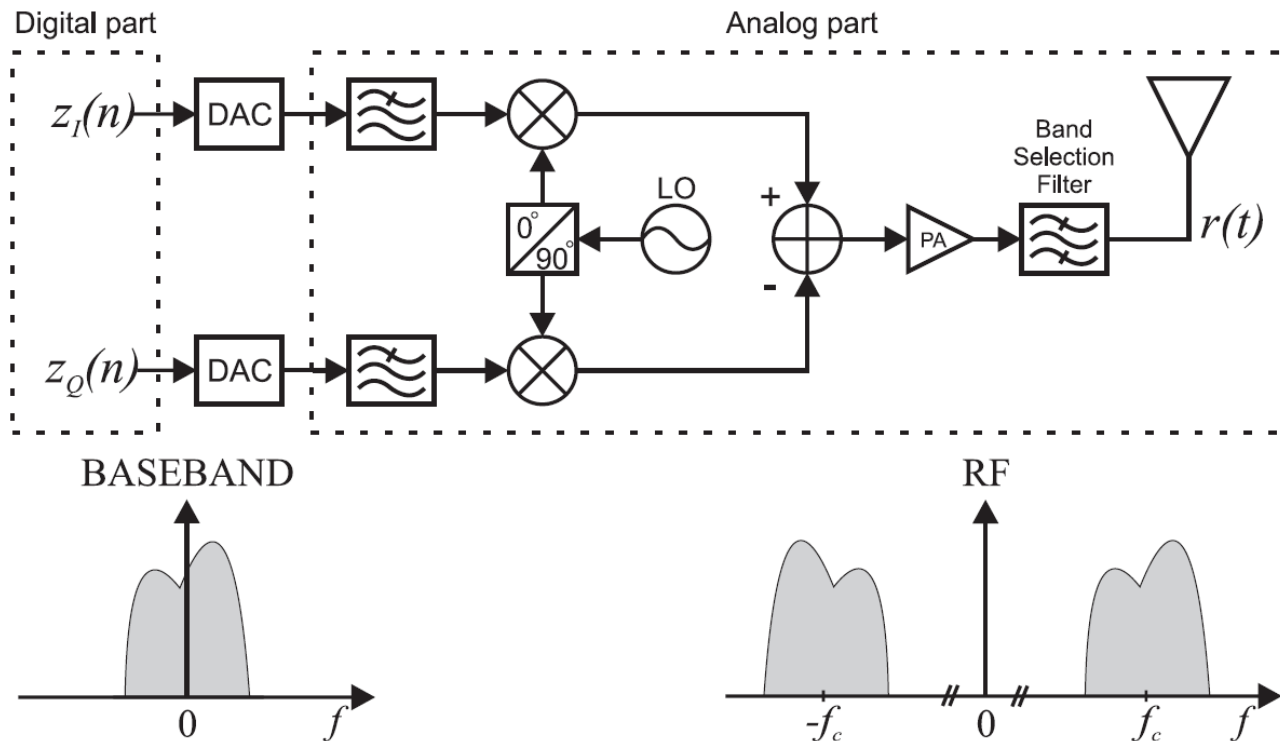 Digital part
Analog part
z_I(n)
DAC
0°
90°
LO
+
-
PA
Band
Selection
Filter
r(t)
z_Q(n)
DAC
BASEBAND
0
f
RF
-f_c
0
f_c
f